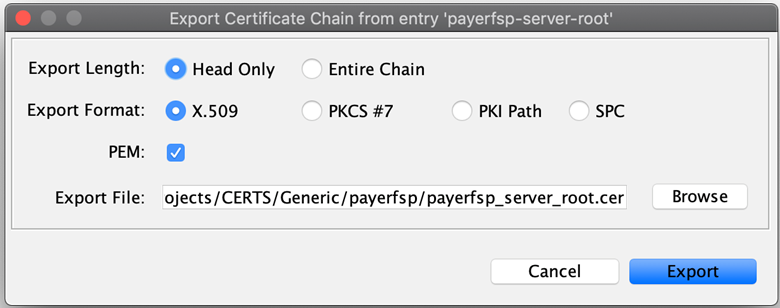 Export Certificate Chain from entry 'payerfsp-server-root'
Export Length: Head Only Entire Chain
Export Format: X.509 PKCS #7 PKI Path SPC
PEM:
Export File: ojects/CERTS/Generic/payerfsp/payerfsp_server_root.cer Browse
Cancel Export